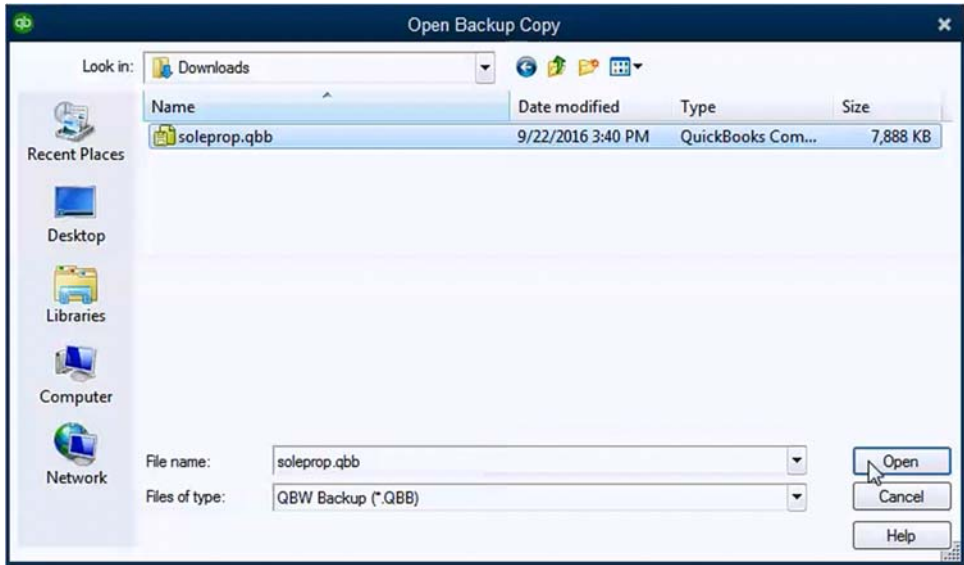 qb
Open Backup Copy
Look in:
Downloads
Name
Date modified
Type
Size
soleprop.qbb
9/22/2016 3:40 PM
QuickBooks Com...
7,888 KB
Recent Places
Desktop
Libraries
Computer
Network
File name:
soleprop.qbb
Open
Files of type:
QBW Backup (*.QBB)
Cancel
Help